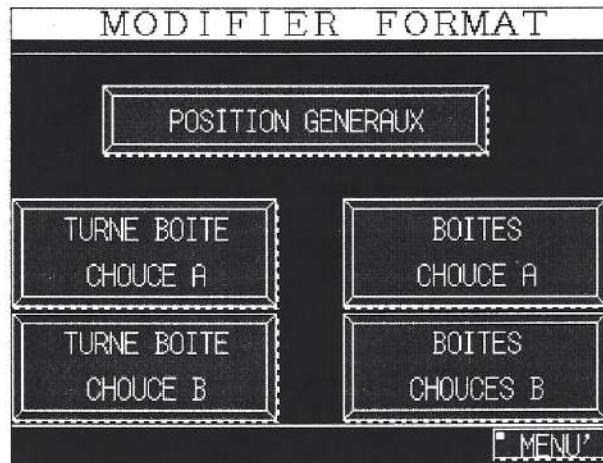 MODIFIER FORMAT
POSITION GENERAUX
TURNE BOITE
CHOUCE A
BOITES
CHOUCE A
TURNE BOITE
CHOUCE B
BOITES
CHOUCES B
MENU'